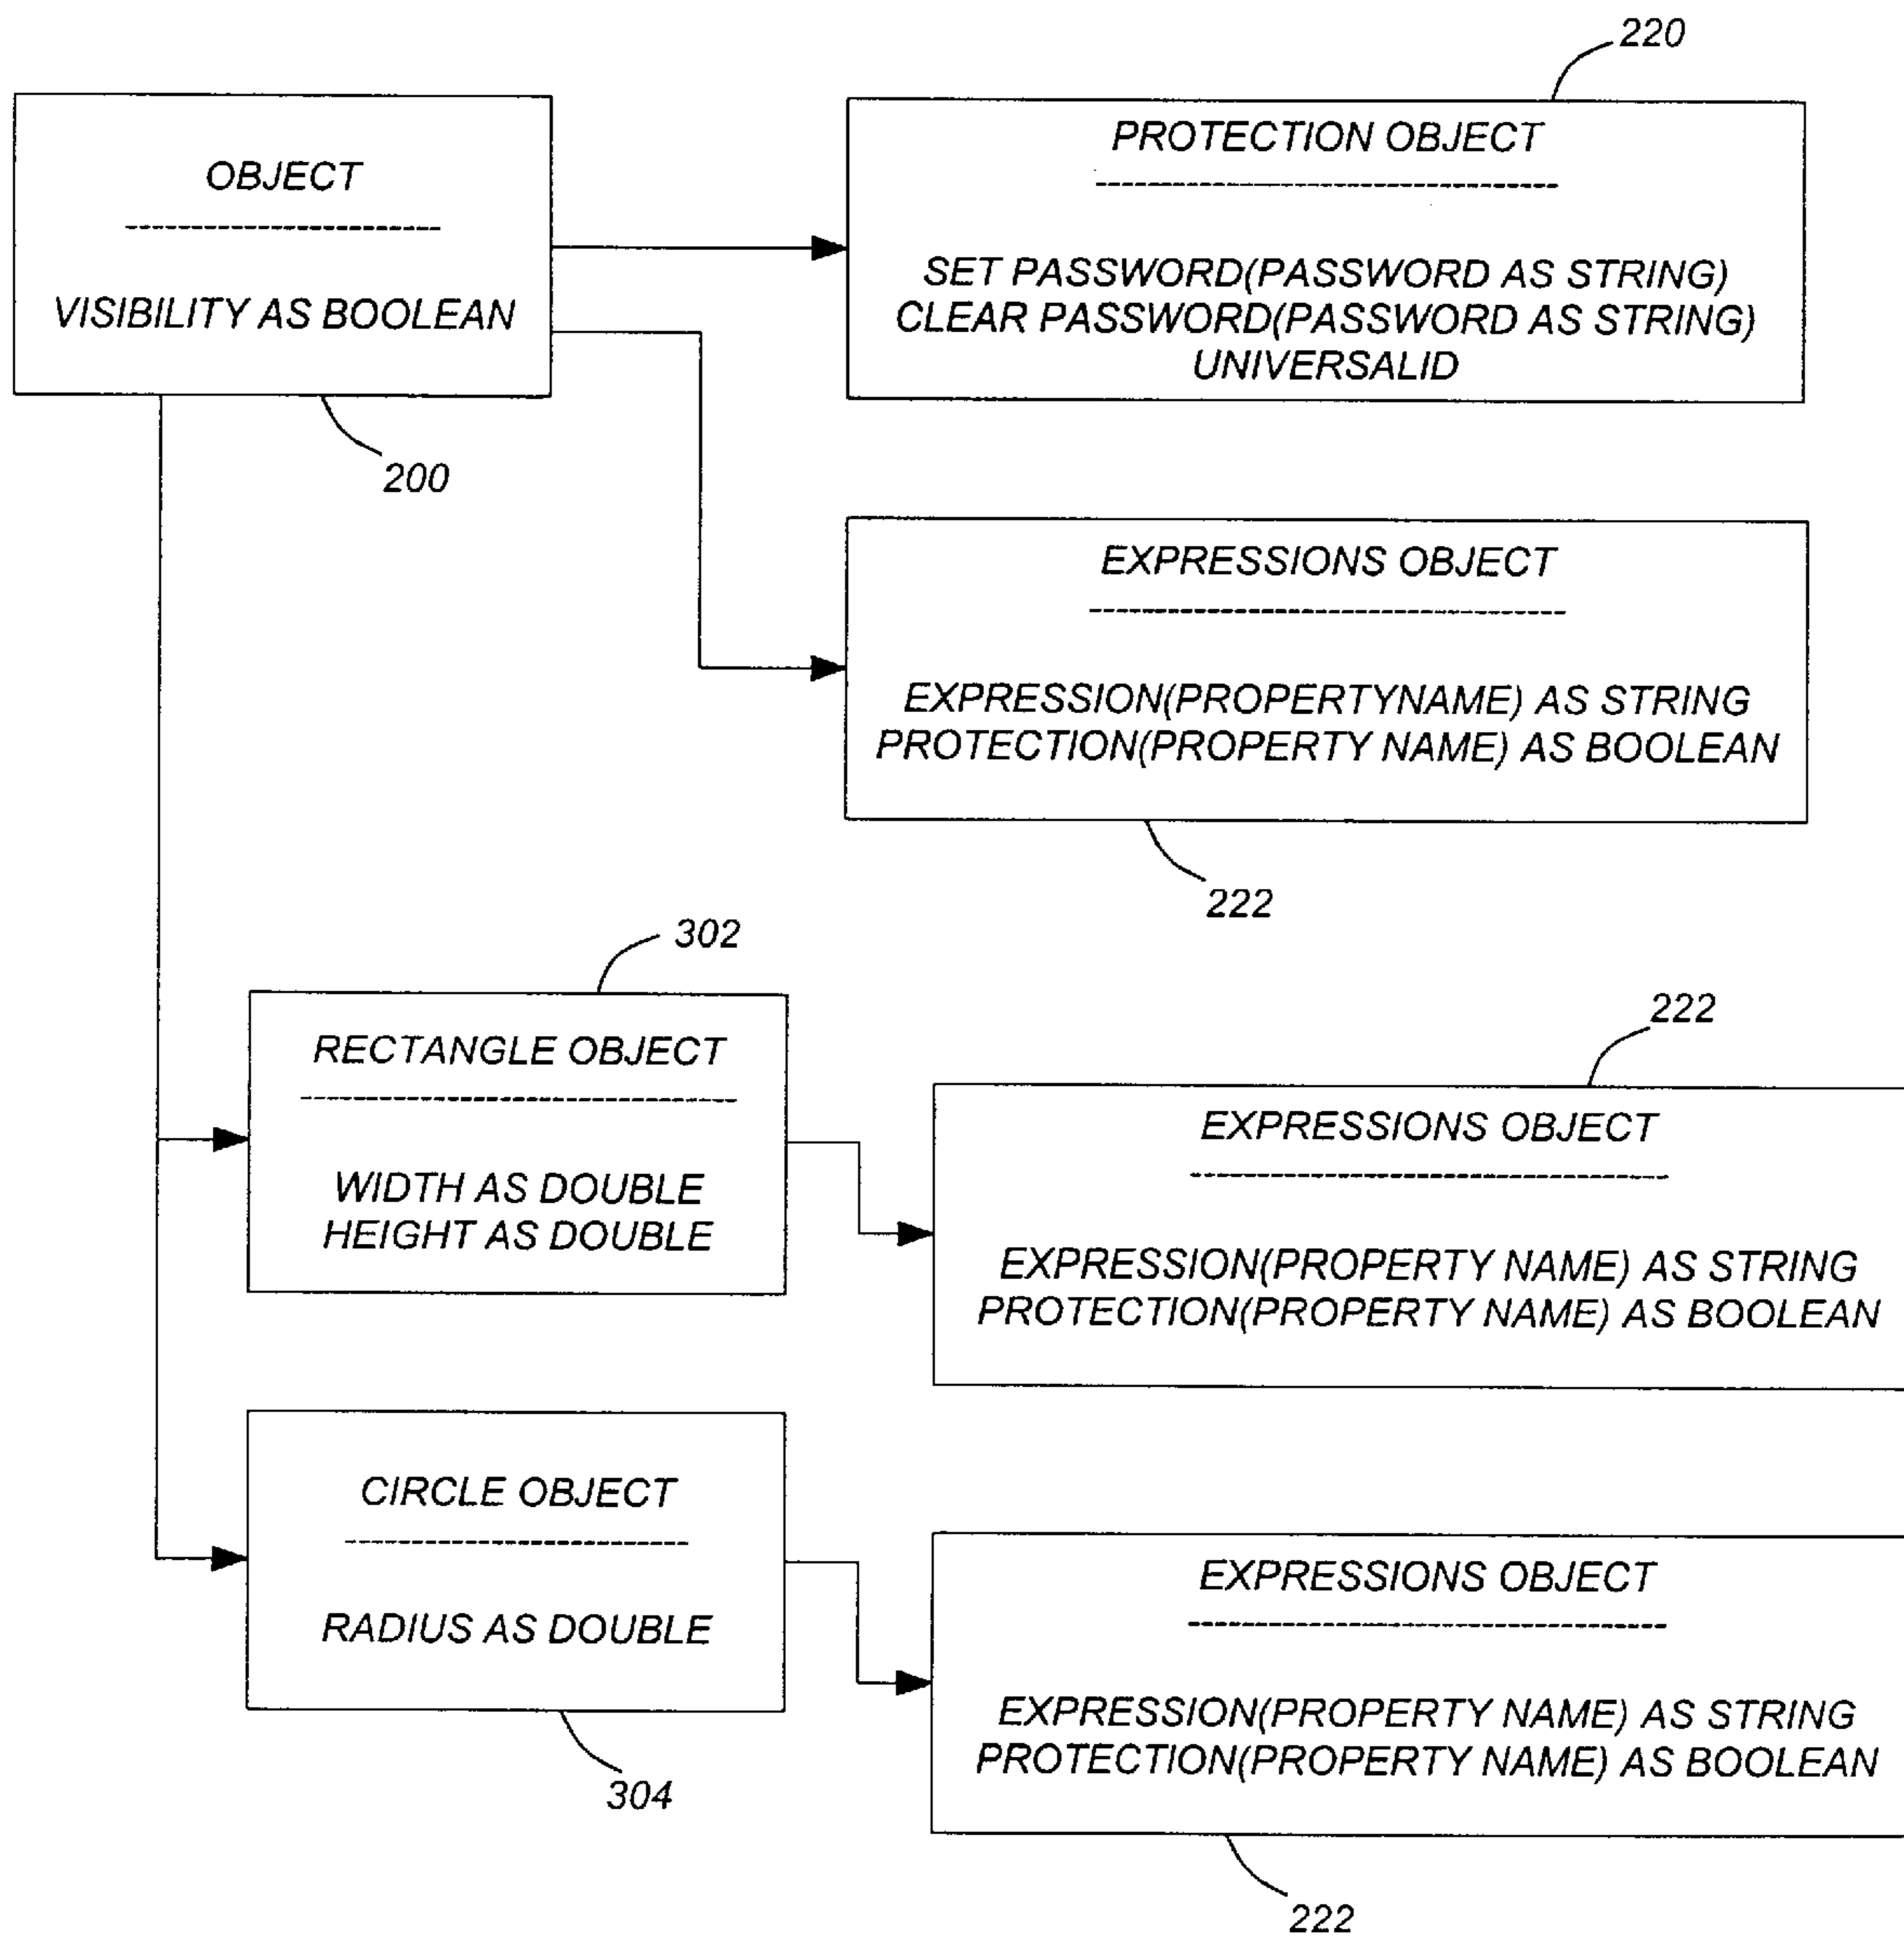 220
OBJECT
VISIBILITY AS BOOLEAN
200
PROTECTION OBJECT
SET PASSWORD(PASSWORD AS STRING)
CLEAR PASSWORD(PASSWORD AS STRING)
UNIVERSALID
EXPRESSIONS OBJECT
EXPRESSION(PROPERTYNAME) AS STRING
PROTECTION(PROPERTY NAME) AS BOOLEAN
222
302
RECTANGLE OBJECT
WIDTH AS DOUBLE
HEIGHT AS DOUBLE
222
EXPRESSIONS OBJECT
EXPRESSION(PROPERTY NAME) AS STRING
PROTECTION(PROPERTY NAME) AS BOOLEAN
CIRCLE OBJECT
RADIUS AS DOUBLE
304
EXPRESSIONS OBJECT
EXPRESSION(PROPERTY NAME) AS STRING
PROTECTION(PROPERTY NAME) AS BOOLEAN
222